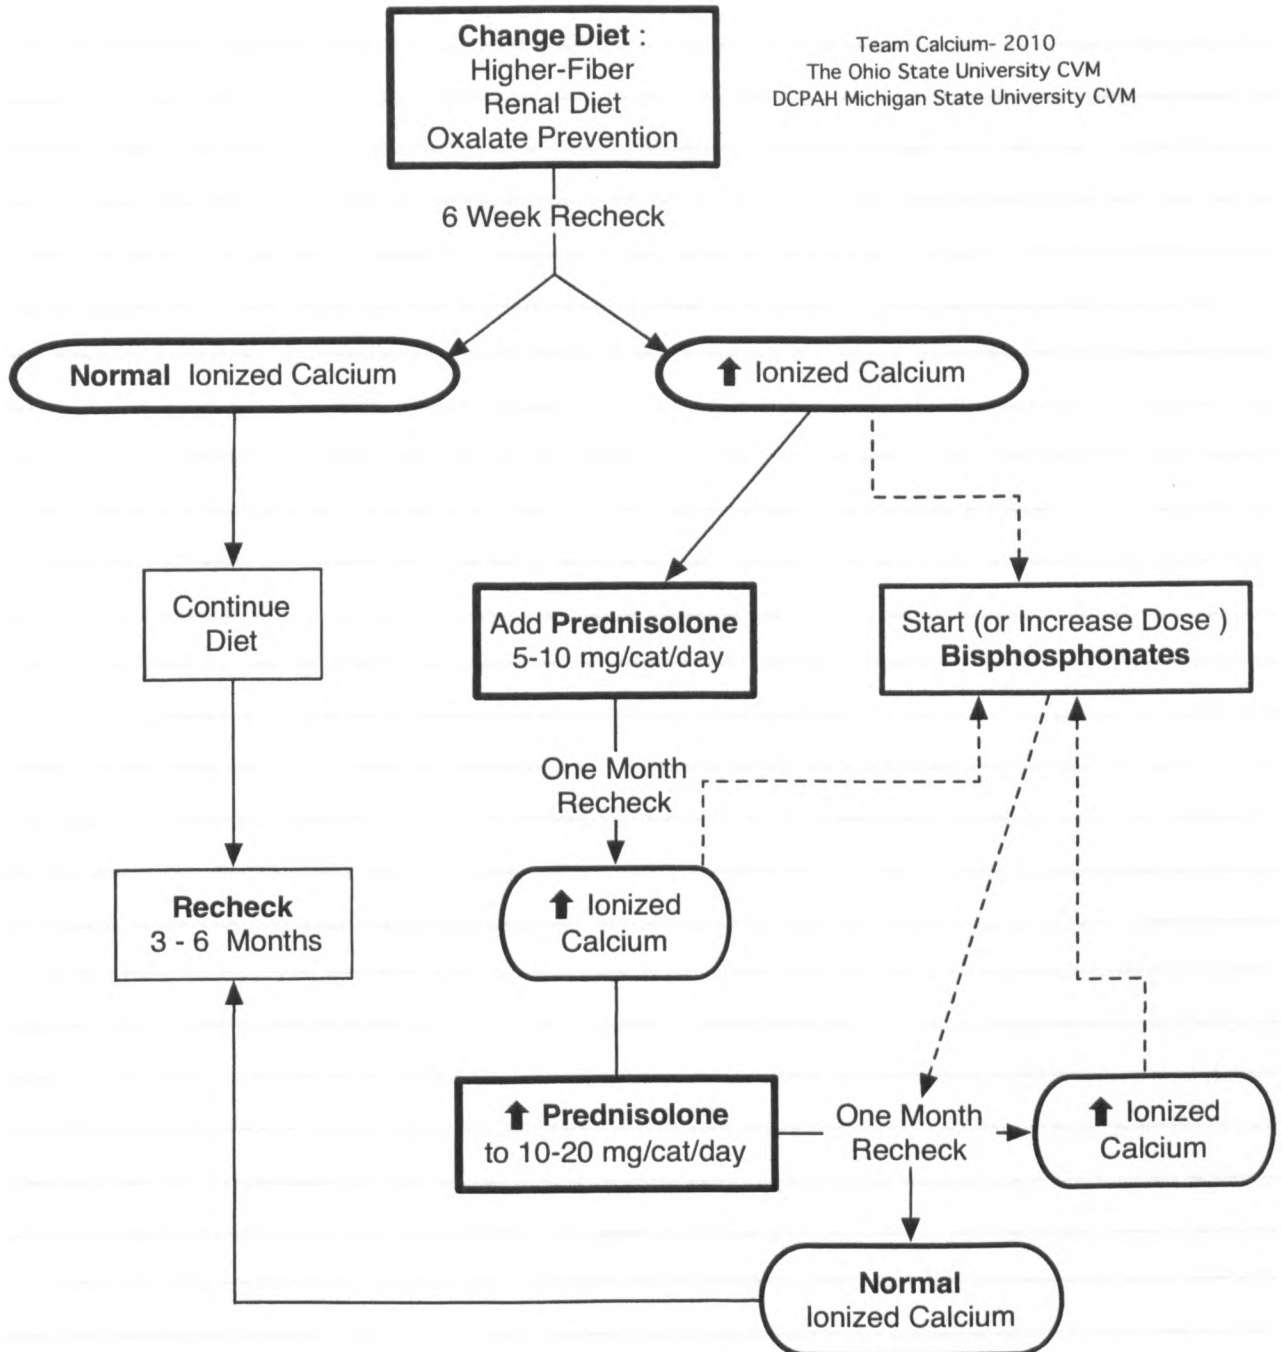 Change Diet :
Higher-Fiber
Renal Diet
Oxalate Prevention
Team Calcium- 2010
The Ohio State University CVM
DCPAH Michigan State University CVM
6 Week Recheck
Normal Ionized Calcium
⬆ Ionized Calcium
Continue
Diet
Add Prednisolone
5-10 mg/cat/day
Start (or Increase Dose )
Bisphosphonates
One Month
Recheck
Recheck
3 - 6 Months
⬆ Ionized
Calcium
⬆ Prednisolone
to 10-20 mg/cat/day
One Month
Recheck
⬆ Ionized
Calcium
Normal
Ionized Calcium